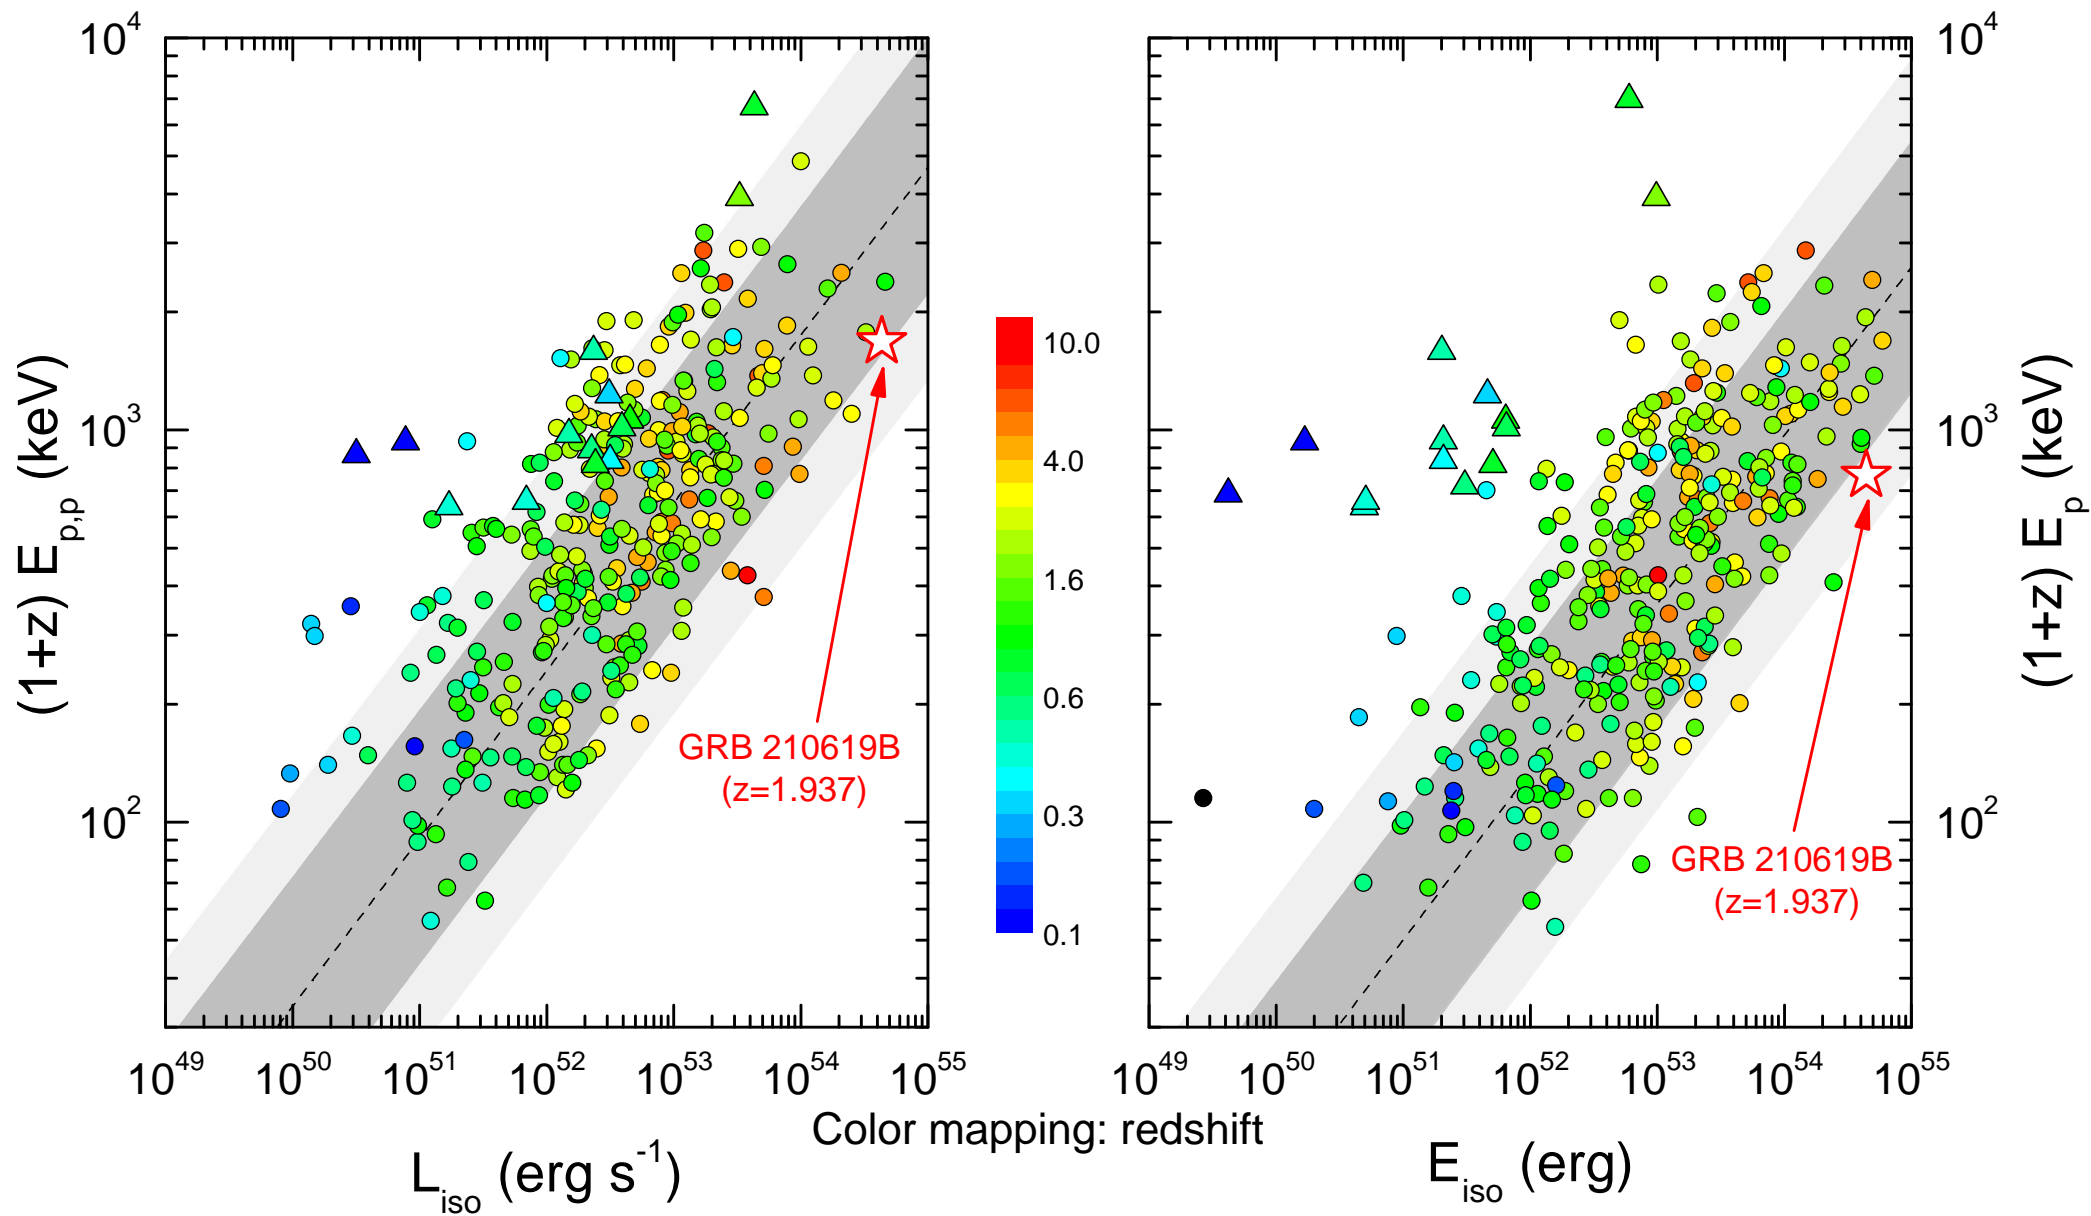 10^4
10^3
10^2
(1+z) E_p,p (keV)
10^49 10^50 10^51 10^52 10^53 10^54 10^55
L_iso (erg s^-1)
GRB 210619B
(z=1.937)
10.0
4.0
1.6
0.6
0.3
0.1
Color mapping: redshift
GRB 210619B
(z=1.937)
10^49 10^50 10^51 10^52 10^53 10^54 10^55
E_iso (erg)
10^4
10^3
10^2
(1+z) E_p (keV)